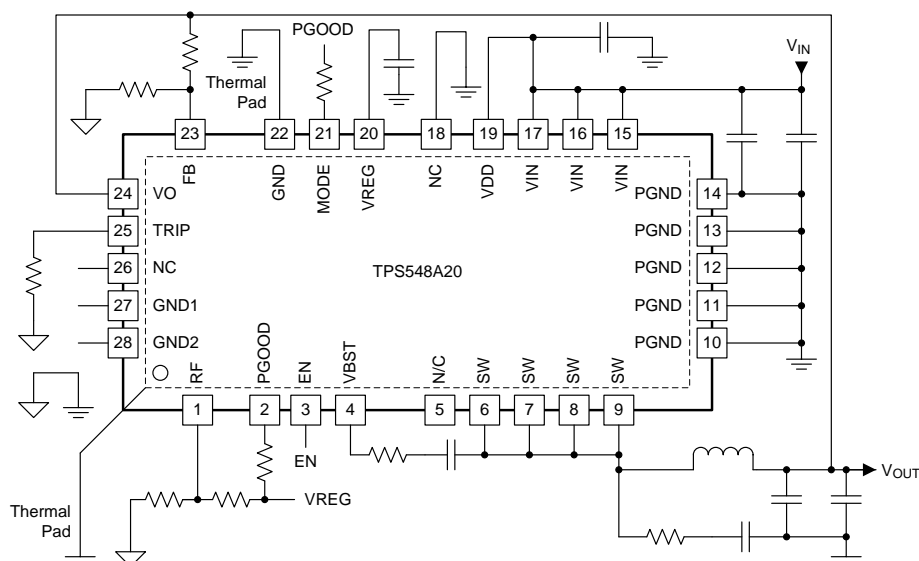 PGOOD
VIN
Thermal
Pad
23 22 21 20 18 19 17 16 15
FB GND MODE VREG NC VDD VIN VIN VIN
24 VO PGND 14
25 TRIP PGND 13
26 NC TPS548A20 PGND 12
27 GND1 PGND 11
28 GND2 PGND 10
RF PGOOD EN VBST N/C SW SW SW SW
1 2 3 4 5 6 7 8 9
EN
VREG
VOUT
Thermal
Pad